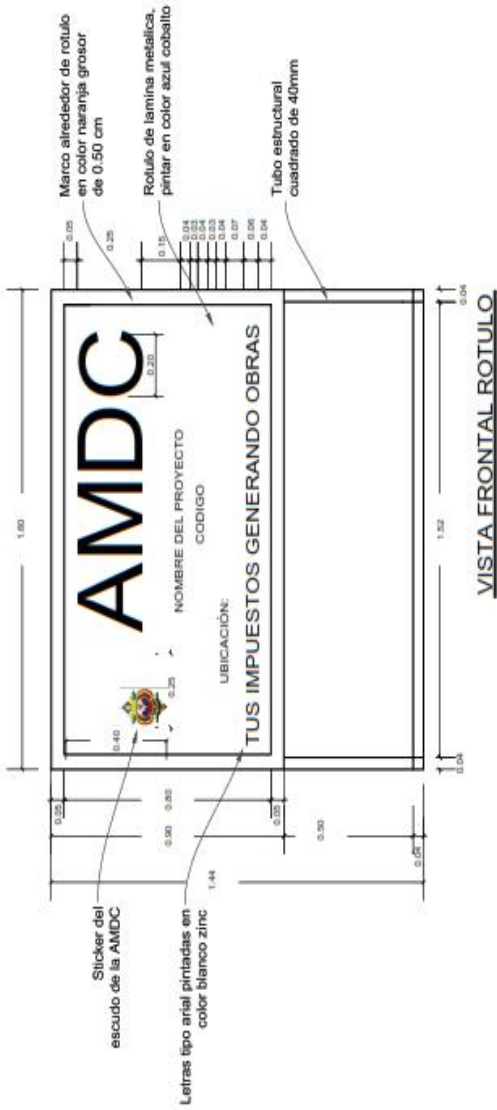 Marco alrededor de rotulo
en color naranja grosor
de 0.50 cm
Rotulo de lamina metalica,
pintar en color azul cobalto
Tubo estructural
cuadrado de 40mm
1.60
0.05
0.25
0.15
0.04
0.03
0.04
0.03
0.04
0.07
0.06
0.04
AMDC
0.20
NOMBRE DEL PROYECTO
CODIGO
UBICACIÓN:
TUS IMPUESTOS GENERANDO OBRAS
0.25
0.40
0.05
0.80
0.90
0.05
0.50
0.04
1.44
0.04
1.52
0.04
Sticker del
escudo de la AMDC
Letras tipo arial pintadas en
color blanco zinc
VISTA FRONTAL ROTULO